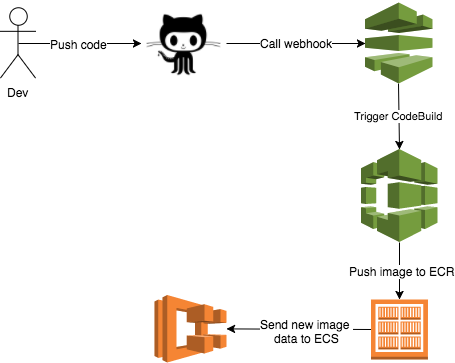 Push code
Call webhook
Dev
Trigger CodeBuild
Push image to ECR
Send new image
data to ECS